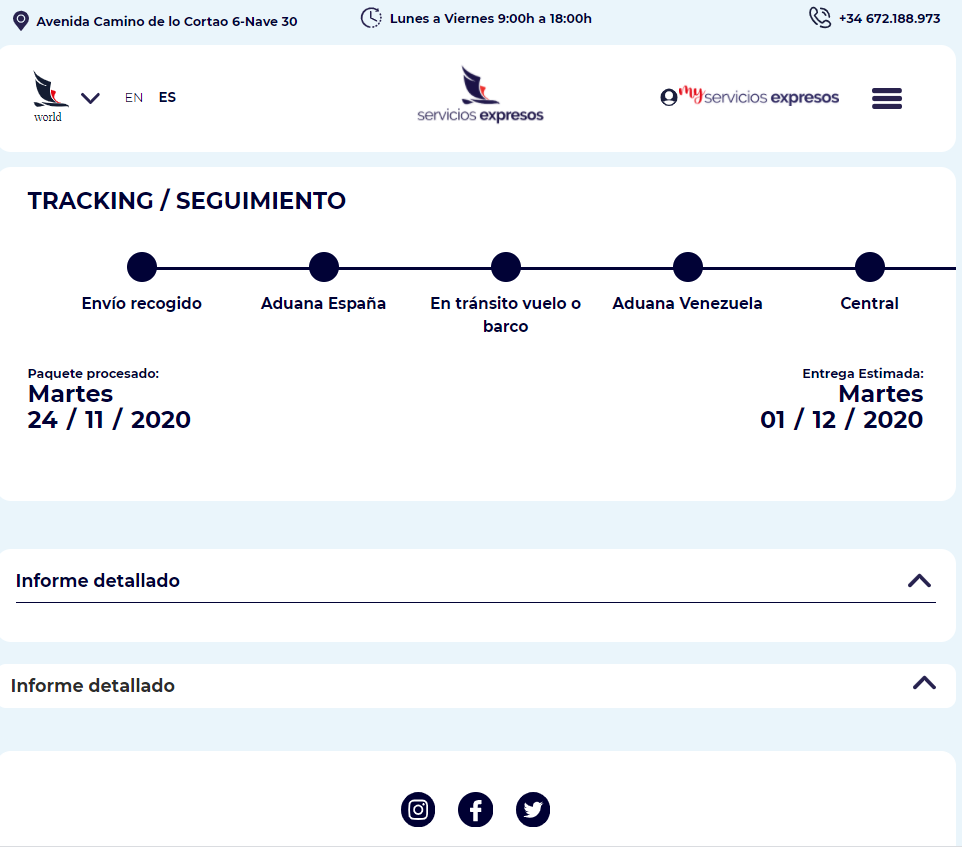 Avenida Camino de lo Cortao 6-Nave 30
Lunes a Viernes 9:00h a 18:00h
+34 672.188.973
world
EN ES
servicios expresos
my servicios expresos
TRACKING / SEGUIMIENTO
Envío recogido
Aduana España
En tránsito vuelo o
barco
Aduana Venezuela
Central
Paquete procesado:
Martes
24 / 11 / 2020
Entrega Estimada:
Martes
01 / 12 / 2020
Informe detallado
Informe detallado